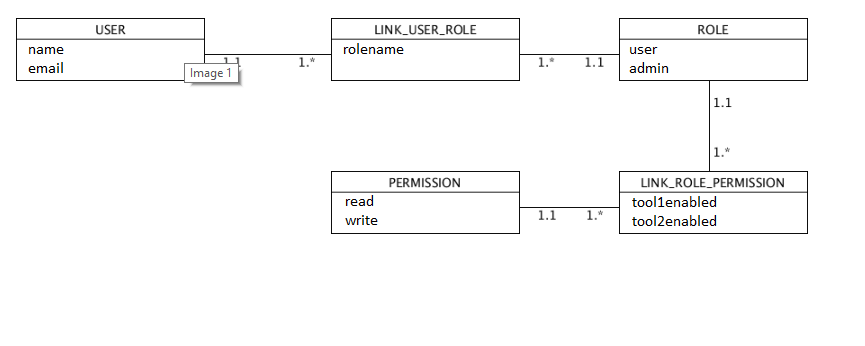 USER
name
email
1.1
Image 1
1.*
LINK_USER_ROLE
rolename
1.*
1.1
ROLE
user
admin
1.1
1.*
PERMISSION
read
write
1.1
1.*
LINK_ROLE_PERMISSION
tool1enabled
tool2enabled